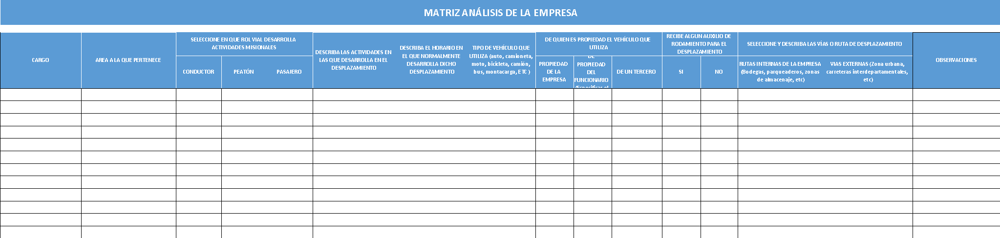 MATRIZ ANÁLISIS DE LA EMPRESA
CARGO
AREA A LA QUE PERTENECE
SELECCIONE EN QUE ROL VIAL DESARROLLA
ACTIVIDADES MISIONALES
CONDUCTOR
PEATÓN
PASAJERO
DESCRIBA LAS ACTIVIDADES EN
LAS QUE DESARROLLA EN EL
DESPLAZAMIENTO
DESCRIBA EL HORARIO EN
EL QUE NORMALMENTE
DESARROLLA DICHO
DESPLAZAMIENTO
TIPO DE VEHÍCULO QUE
UTILIZA (auto, camioneta,
moto, bicicleta, camión,
bus, montacarga, ETC )
DE QUIEN ES PROPIEDAD EL VEHÍCULO QUE
UTILIZA
PROPIEDAD
DE LA
EMPRESA
DE
PROPIEDAD
DEL
FUNCIONARIO
(Especificar el
DE UN TERCERO
RECIBE ALGUN AUXILIO DE
RODAMIENTO PARA EL
DESPLAZAMIENTO
SI
NO
SELECCIONE Y DESCRIBA LAS VÍAS O RUTA DE DESPLAZAMIENTO
RUTAS INTERNAS DE LA EMPRESA
(Bodegas, parqueaderos, zonas
de almacenaje, etc)
VIAS EXTERNAS (Zona urbana,
carreteras interdepartamentales,
etc)
OBSERVACIONES